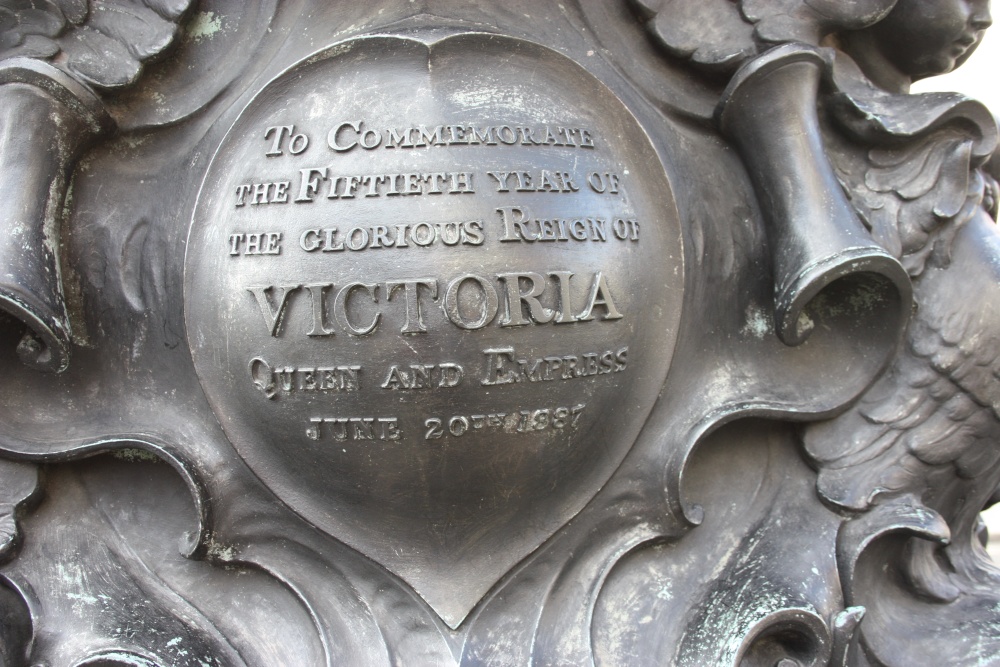 To Commemorate
the Fiftieth year of
the glorious Reign of
VICTORIA
Queen and Empress
June 20th 1887